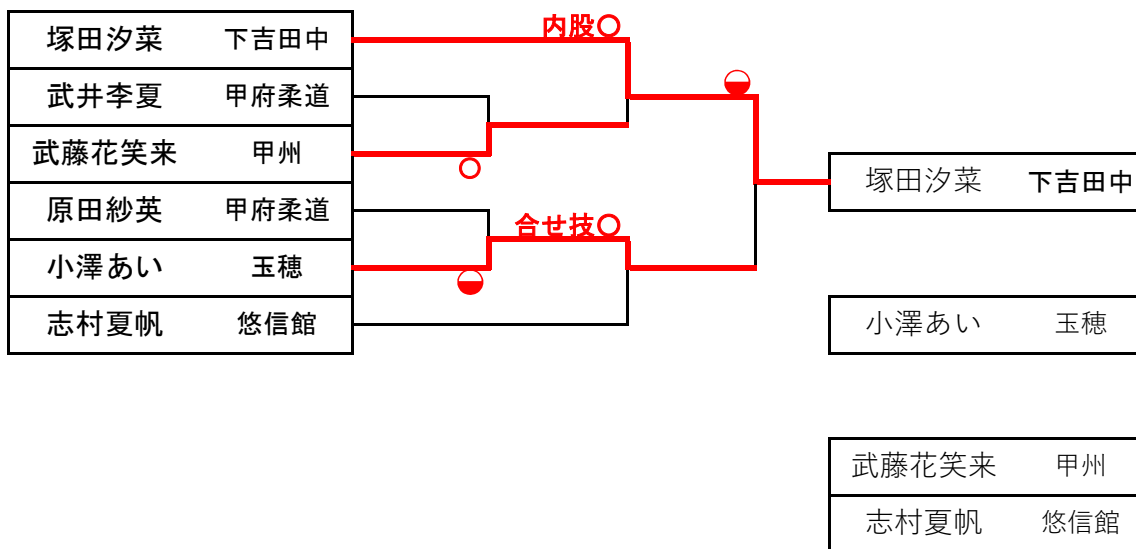 塚田汐菜 下吉田中
武井李夏 甲府柔道
武藤花笑来 甲州
原田紗英 甲府柔道
小澤あい 玉穂
志村夏帆 悠信館
内股○
○
合せ技○
塚田汐菜 下吉田中
小澤あい 玉穂
武藤花笑来 甲州
志村夏帆 悠信館